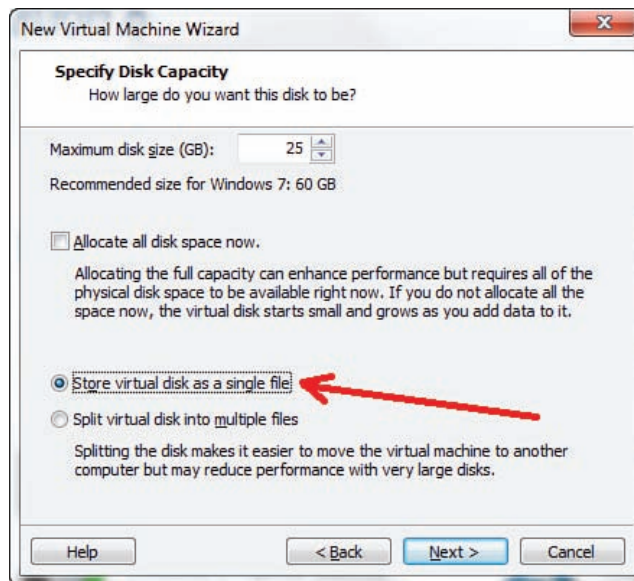 New Virtual Machine Wizard
Specify Disk Capacity
How large do you want this disk to be?
Maximum disk size (GB): 25
Recommended size for Windows 7: 60 GB
Allocate all disk space now.
Allocating the full capacity can enhance performance but requires all of the
physical disk space to be available right now. If you do not allocate all the
space now, the virtual disk starts small and grows as you add data to it.
Store virtual disk as a single file
Split virtual disk into multiple files
Splitting the disk makes it easier to move the virtual machine to another
computer but may reduce performance with very large disks.
Help < Back Next > Cancel